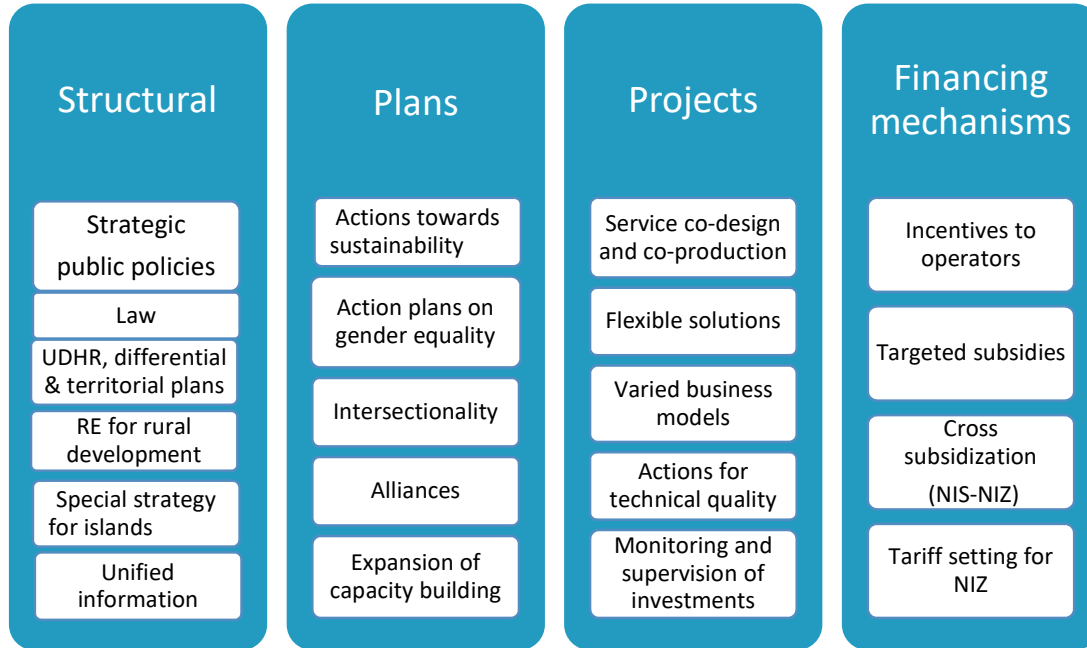 Structural
Strategic
public policies
Law
UDHR, differential
& territorial plans
RE for rural
development
Special strategy
for islands
Unified
information
Plans
Actions towards
sustainability
Action plans on
gender equality
Intersectionality
Alliances
Expansion of
capacity building
Projects
Service co-design
and co-production
Flexible solutions
Varied business
models
Actions for
technical quality
Monitoring and
supervision of
investments
Financing
mechanisms
Incentives to
operators
Targeted subsidies
Cross
subsidization
(NIS-NIZ)
Tariff setting for
NIZ